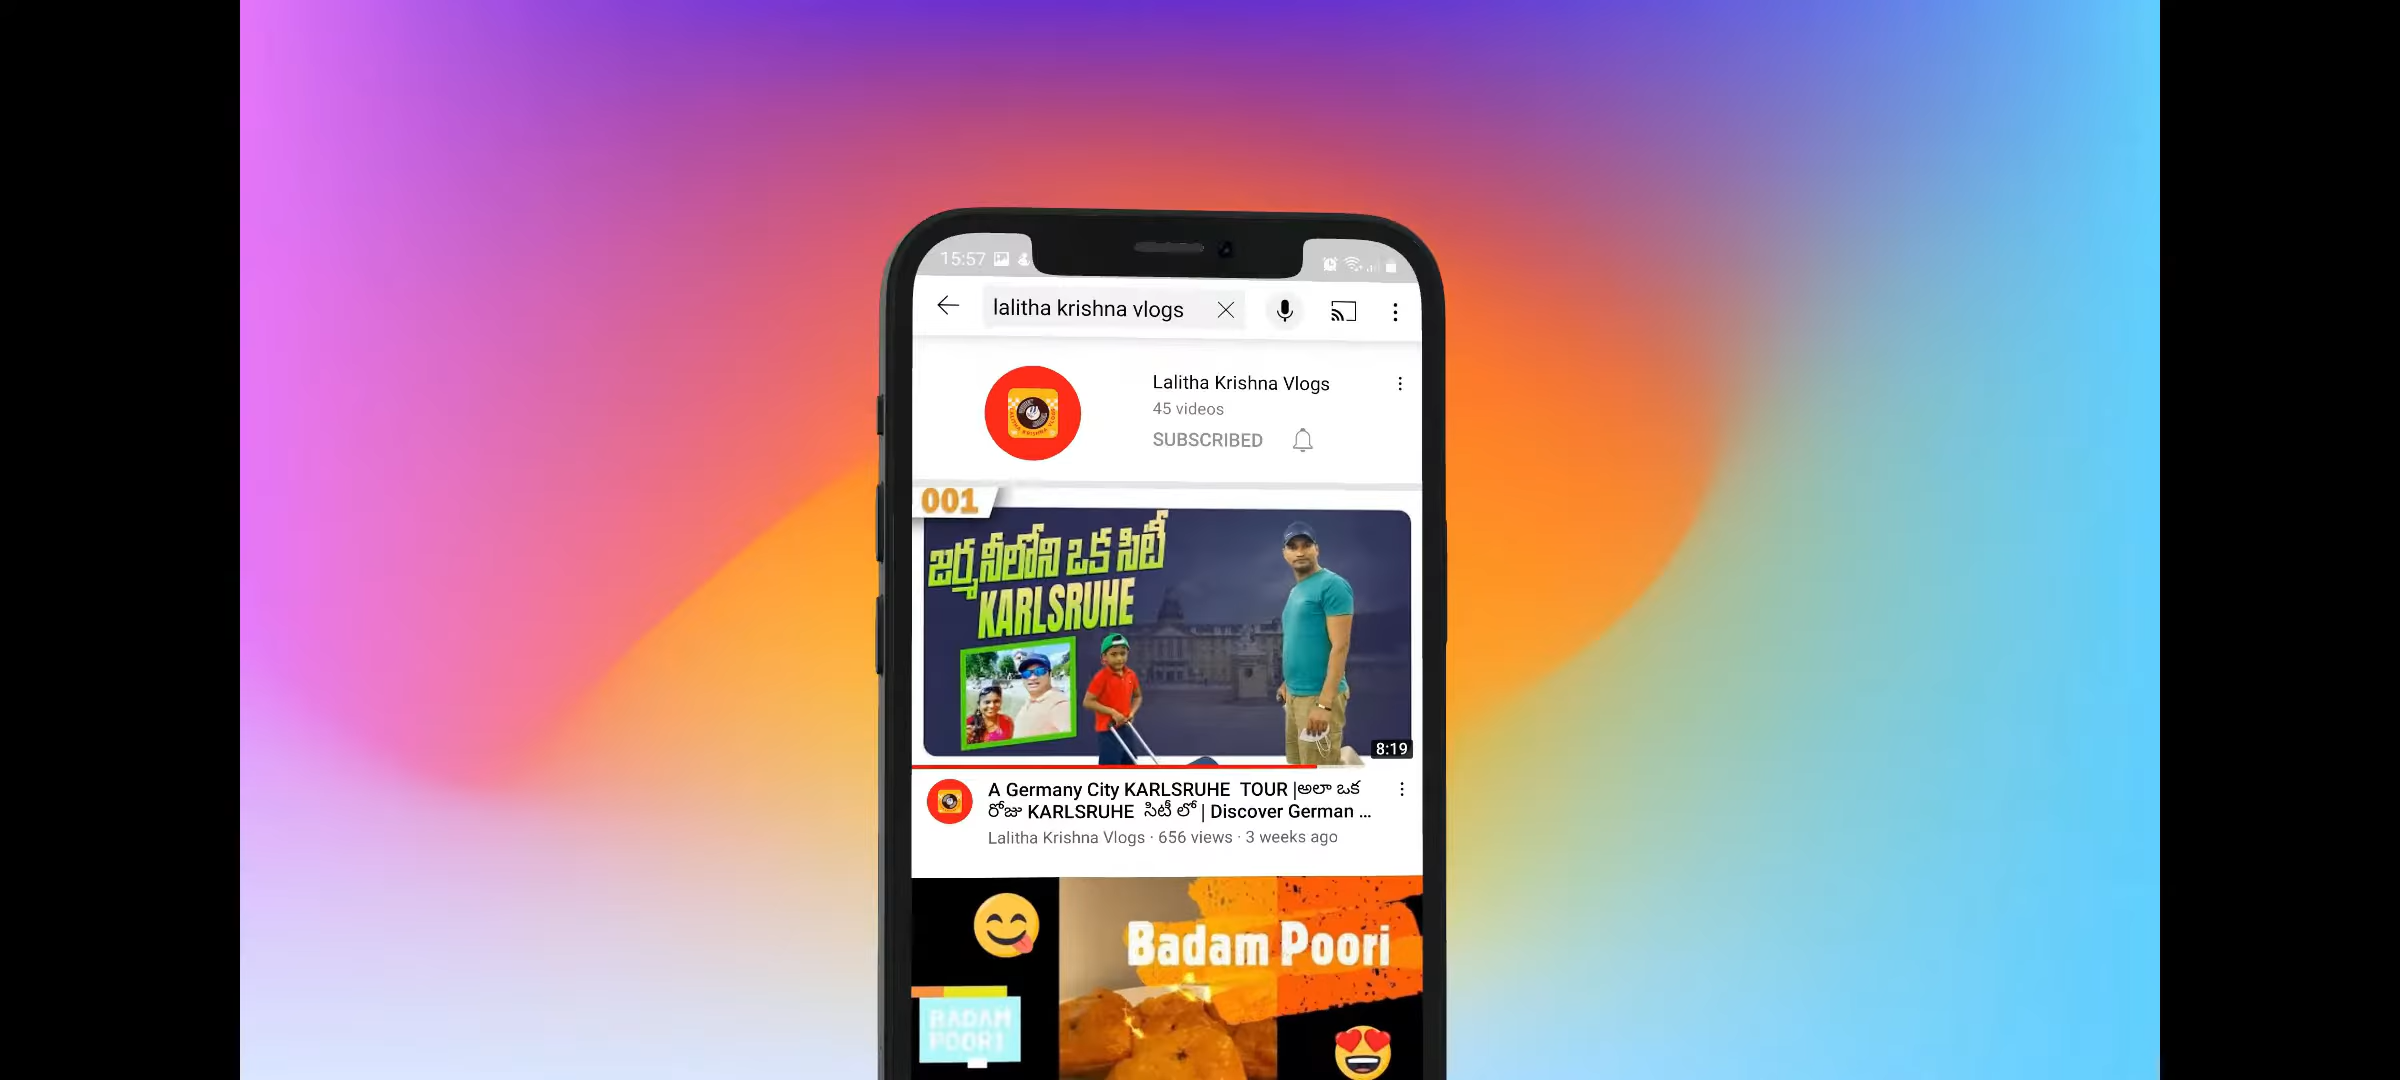 15:57
lalitha krishna vlogs
Lalitha Krishna Vlogs
45 videos
SUBSCRIBED
001
జర్మనీలోని ఒక సిటీ
KARLSRUHE
8:19
A Germany City KARLSRUHE TOUR |అలా ఒక
రోజు KARLSRUHE సిటీ లో | Discover German ...
Lalitha Krishna Vlogs · 656 views · 3 weeks ago
Badam Poori
BADAM
POORI